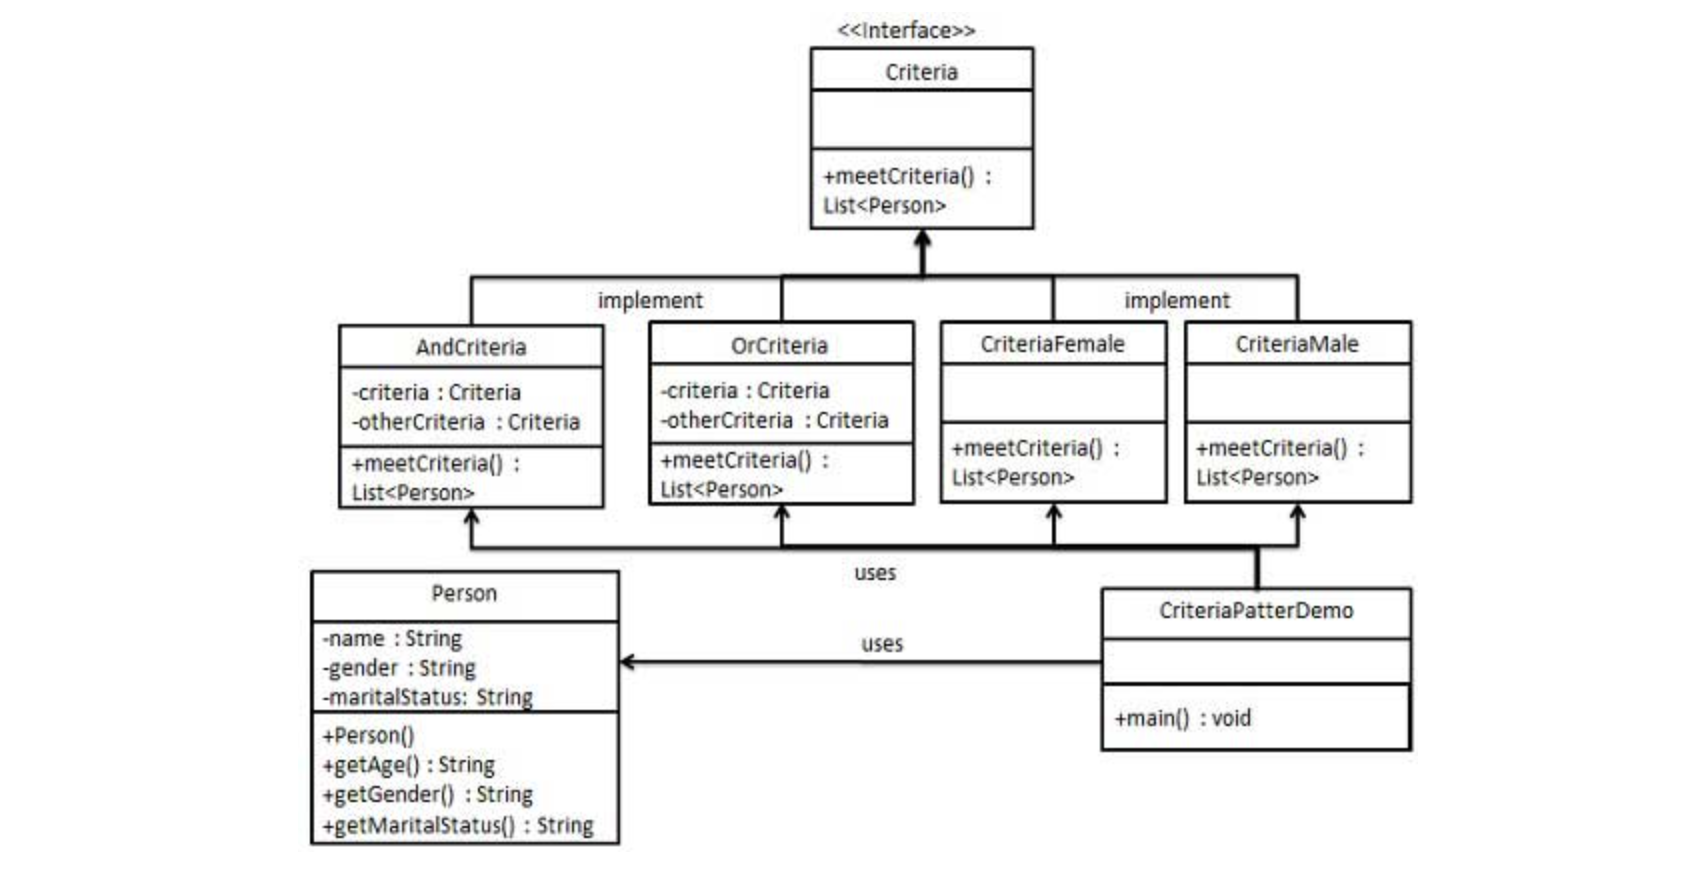 <<Interface>>
Criteria
+meetCriteria() :
List<Person>
implement
implement
AndCriteria
-criteria : Criteria
-otherCriteria : Criteria
+meetCriteria() :
List<Person>
OrCriteria
-criteria : Criteria
-otherCriteria : Criteria
+meetCriteria() :
List<Person>
CriteriaFemale
+meetCriteria() :
List<Person>
CriteriaMale
+meetCriteria() :
List<Person>
uses
Person
-name : String
-gender : String
-maritalStatus: String
+Person()
+getAge() : String
+getGender() : String
+getMaritalStatus() : String
uses
CriteriaPatterDemo
+main() : void